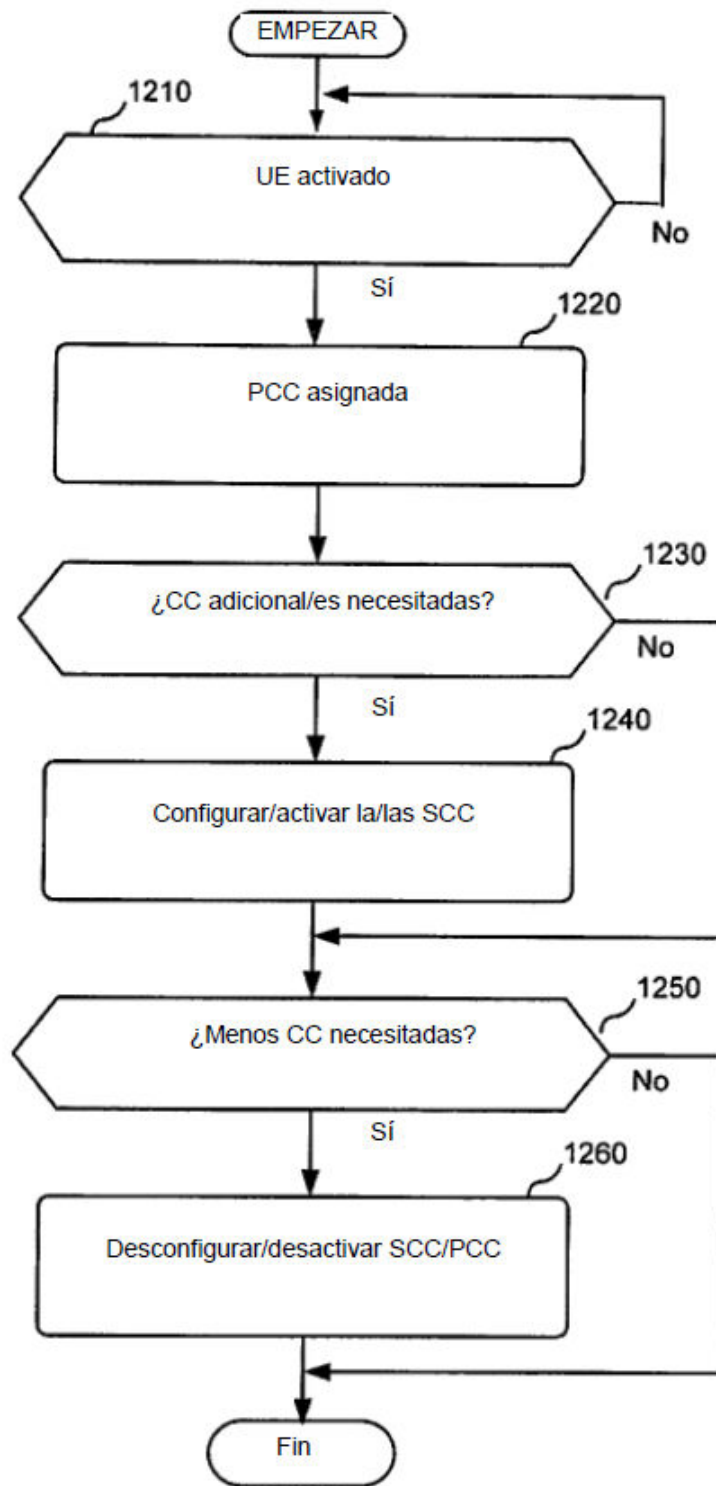 EMPEZAR
1210
UE activado
No
Sí
1220
PCC asignada
1230
¿CC adicional/es necesitadas?
No
Sí
1240
Configurar/activar la/las SCC
1250
¿Menos CC necesitadas?
No
Sí
1260
Desconfigurar/desactivar SCC/PCC
Fin